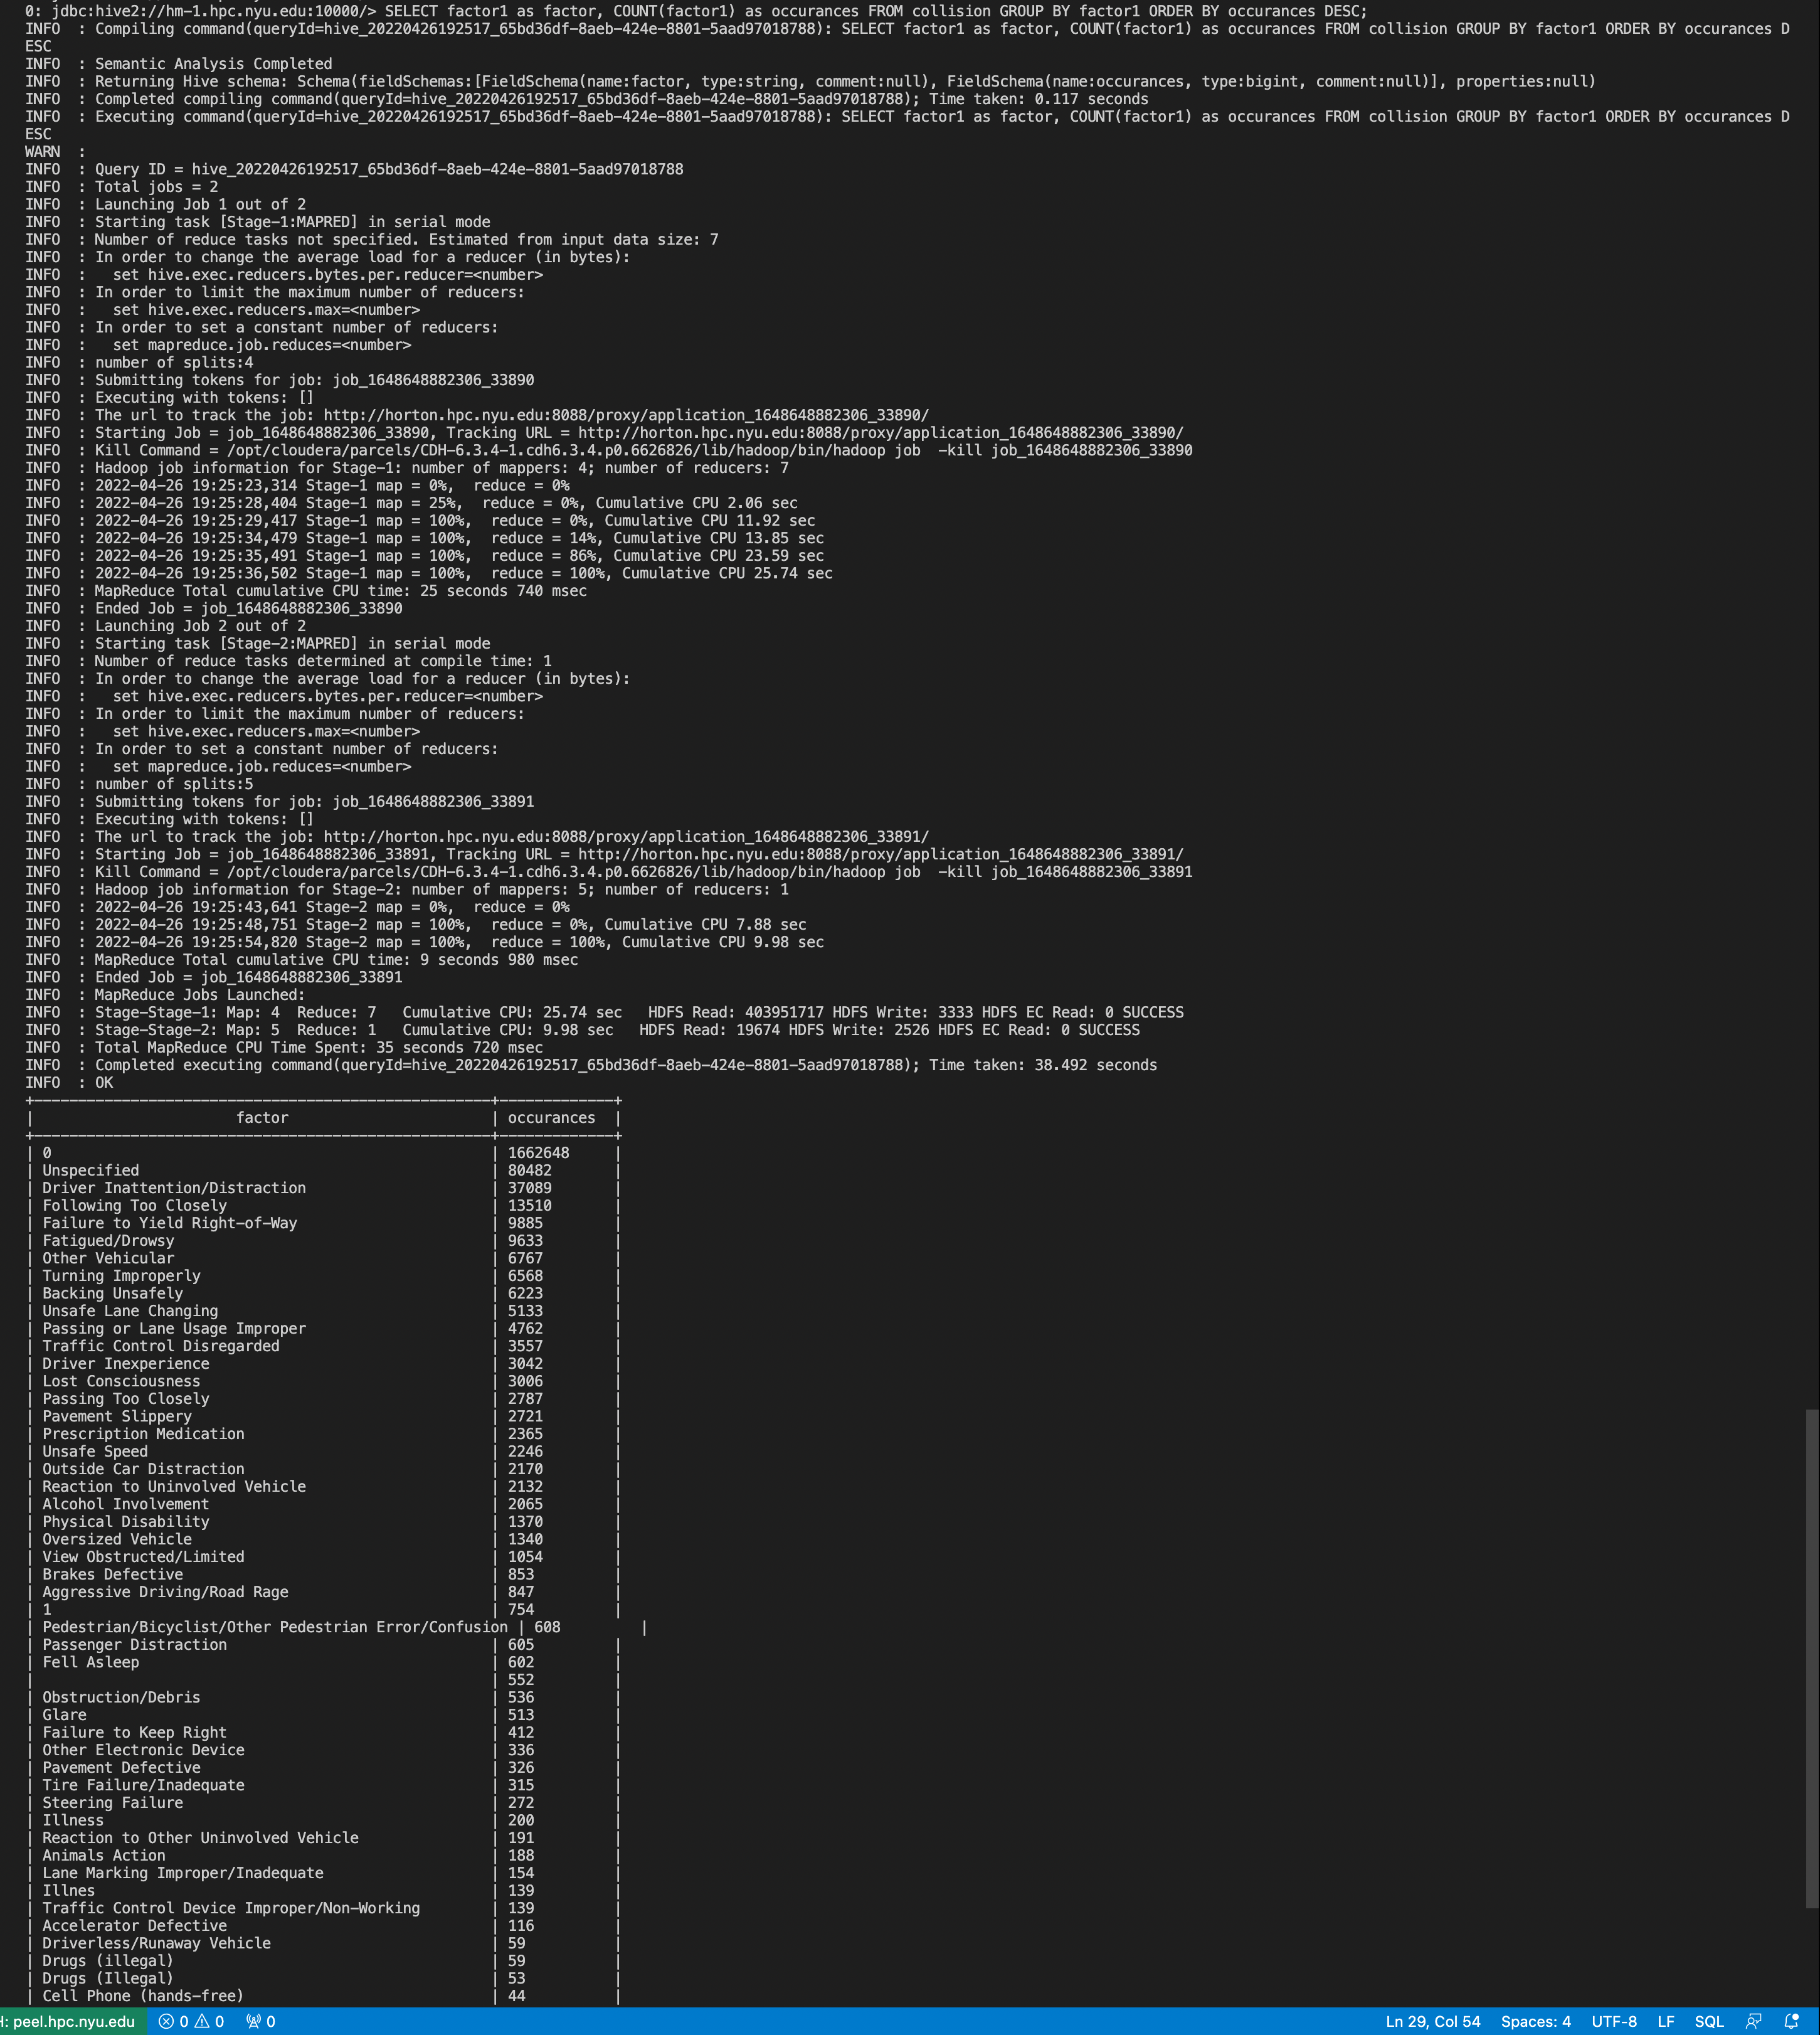 0: jdbc:hive2://hm-1.hpc.nyu.edu:10000/> SELECT factor1 as factor, COUNT(factor1) as occurances FROM collision GROUP BY factor1 ORDER BY occurances DESC;
INFO  : Compiling command(queryId=hive_20220426192517_65bd36df-8aeb-424e-8801-5aad97018788): SELECT factor1 as factor, COUNT(factor1) as occurances FROM collision GROUP BY factor1 ORDER BY occurances D
ESC
INFO  : Semantic Analysis Completed
INFO  : Returning Hive schema: Schema(fieldSchemas:[FieldSchema(name:factor, type:string, comment:null), FieldSchema(name:occurances, type:bigint, comment:null)], properties:null)
INFO  : Completed compiling command(queryId=hive_20220426192517_65bd36df-8aeb-424e-8801-5aad97018788); Time taken: 0.117 seconds
INFO  : Executing command(queryId=hive_20220426192517_65bd36df-8aeb-424e-8801-5aad97018788): SELECT factor1 as factor, COUNT(factor1) as occurances FROM collision GROUP BY factor1 ORDER BY occurances D
ESC
WARN  :
INFO  : Query ID = hive_20220426192517_65bd36df-8aeb-424e-8801-5aad97018788
INFO  : Total jobs = 2
INFO  : Launching Job 1 out of 2
INFO  : Starting task [Stage-1:MAPRED] in serial mode
INFO  : Number of reduce tasks not specified. Estimated from input data size: 7
INFO  : In order to change the average load for a reducer (in bytes):
INFO  :   set hive.exec.reducers.bytes.per.reducer=<number>
INFO  : In order to limit the maximum number of reducers:
INFO  :   set hive.exec.reducers.max=<number>
INFO  : In order to set a constant number of reducers:
INFO  :   set mapreduce.job.reduces=<number>
INFO  : number of splits:4
INFO  : Submitting tokens for job: job_1648648882306_33890
INFO  : Executing with tokens: []
INFO  : The url to track the job: http://horton.hpc.nyu.edu:8088/proxy/application_1648648882306_33890/
INFO  : Starting Job = job_1648648882306_33890, Tracking URL = http://horton.hpc.nyu.edu:8088/proxy/application_1648648882306_33890/
INFO  : Kill Command = /opt/cloudera/parcels/CDH-6.3.4-1.cdh6.3.4.p0.6626826/lib/hadoop/bin/hadoop job  -kill job_1648648882306_33890
INFO  : Hadoop job information for Stage-1: number of mappers: 4; number of reducers: 7
INFO  : 2022-04-26 19:25:23,314 Stage-1 map = 0%,  reduce = 0%
INFO  : 2022-04-26 19:25:28,404 Stage-1 map = 25%,  reduce = 0%, Cumulative CPU 2.06 sec
INFO  : 2022-04-26 19:25:29,417 Stage-1 map = 100%,  reduce = 0%, Cumulative CPU 11.92 sec
INFO  : 2022-04-26 19:25:34,479 Stage-1 map = 100%,  reduce = 14%, Cumulative CPU 13.85 sec
INFO  : 2022-04-26 19:25:35,491 Stage-1 map = 100%,  reduce = 86%, Cumulative CPU 23.59 sec
INFO  : 2022-04-26 19:25:36,502 Stage-1 map = 100%,  reduce = 100%, Cumulative CPU 25.74 sec
INFO  : MapReduce Total cumulative CPU time: 25 seconds 740 msec
INFO  : Ended Job = job_1648648882306_33890
INFO  : Launching Job 2 out of 2
INFO  : Starting task [Stage-2:MAPRED] in serial mode
INFO  : Number of reduce tasks determined at compile time: 1
INFO  : In order to change the average load for a reducer (in bytes):
INFO  :   set hive.exec.reducers.bytes.per.reducer=<number>
INFO  : In order to limit the maximum number of reducers:
INFO  :   set hive.exec.reducers.max=<number>
INFO  : In order to set a constant number of reducers:
INFO  :   set mapreduce.job.reduces=<number>
INFO  : number of splits:5
INFO  : Submitting tokens for job: job_1648648882306_33891
INFO  : Executing with tokens: []
INFO  : The url to track the job: http://horton.hpc.nyu.edu:8088/proxy/application_1648648882306_33891/
INFO  : Starting Job = job_1648648882306_33891, Tracking URL = http://horton.hpc.nyu.edu:8088/proxy/application_1648648882306_33891/
INFO  : Kill Command = /opt/cloudera/parcels/CDH-6.3.4-1.cdh6.3.4.p0.6626826/lib/hadoop/bin/hadoop job  -kill job_1648648882306_33891
INFO  : Hadoop job information for Stage-2: number of mappers: 5; number of reducers: 1
INFO  : 2022-04-26 19:25:43,641 Stage-2 map = 0%,  reduce = 0%
INFO  : 2022-04-26 19:25:48,751 Stage-2 map = 100%,  reduce = 0%, Cumulative CPU 7.88 sec
INFO  : 2022-04-26 19:25:54,820 Stage-2 map = 100%,  reduce = 100%, Cumulative CPU 9.98 sec
INFO  : MapReduce Total cumulative CPU time: 9 seconds 980 msec
INFO  : Ended Job = job_1648648882306_33891
INFO  : MapReduce Jobs Launched:
INFO  : Stage-Stage-1: Map: 4  Reduce: 7   Cumulative CPU: 25.74 sec   HDFS Read: 403951717 HDFS Write: 3333 HDFS EC Read: 0 SUCCESS
INFO  : Stage-Stage-2: Map: 5  Reduce: 1   Cumulative CPU: 9.98 sec   HDFS Read: 19674 HDFS Write: 2526 HDFS EC Read: 0 SUCCESS
INFO  : Total MapReduce CPU Time Spent: 35 seconds 720 msec
INFO  : Completed executing command(queryId=hive_20220426192517_65bd36df-8aeb-424e-8801-5aad97018788); Time taken: 38.492 seconds
INFO  : OK
+----------------------------------------------------+-------------+
| factor | occurances |
+----------------------------------------------------+-------------+
| 0 | 1662648 |
| Unspecified | 80482 |
| Driver Inattention/Distraction | 37089 |
| Following Too Closely | 13510 |
| Failure to Yield Right-of-Way | 9885 |
| Fatigued/Drowsy | 9633 |
| Other Vehicular | 6767 |
| Turning Improperly | 6568 |
| Backing Unsafely | 6223 |
| Unsafe Lane Changing | 5133 |
| Passing or Lane Usage Improper | 4762 |
| Traffic Control Disregarded | 3557 |
| Driver Inexperience | 3042 |
| Lost Consciousness | 3006 |
| Passing Too Closely | 2787 |
| Pavement Slippery | 2721 |
| Prescription Medication | 2365 |
| Unsafe Speed | 2246 |
| Outside Car Distraction | 2170 |
| Reaction to Uninvolved Vehicle | 2132 |
| Alcohol Involvement | 2065 |
| Physical Disability | 1370 |
| Oversized Vehicle | 1340 |
| View Obstructed/Limited | 1054 |
| Brakes Defective | 853 |
| Aggressive Driving/Road Rage | 847 |
| 1 | 754 |
| Pedestrian/Bicyclist/Other Pedestrian Error/Confusion | 608 |
| Passenger Distraction | 605 |
| Fell Asleep | 602 |
| | 552 |
| Obstruction/Debris | 536 |
| Glare | 513 |
| Failure to Keep Right | 412 |
| Other Electronic Device | 336 |
| Pavement Defective | 326 |
| Tire Failure/Inadequate | 315 |
| Steering Failure | 272 |
| Illness | 200 |
| Reaction to Other Uninvolved Vehicle | 191 |
| Animals Action | 188 |
| Lane Marking Improper/Inadequate | 154 |
| Illnes | 139 |
| Traffic Control Device Improper/Non-Working | 139 |
| Accelerator Defective | 116 |
| Driverless/Runaway Vehicle | 59 |
| Drugs (illegal) | 59 |
| Drugs (Illegal) | 53 |
| Cell Phone (hands-free) | 44 |
H: peel.hpc.nyu.edu 0 0 0 Ln 29, Col 54 Spaces: 4 UTF-8 LF SQL